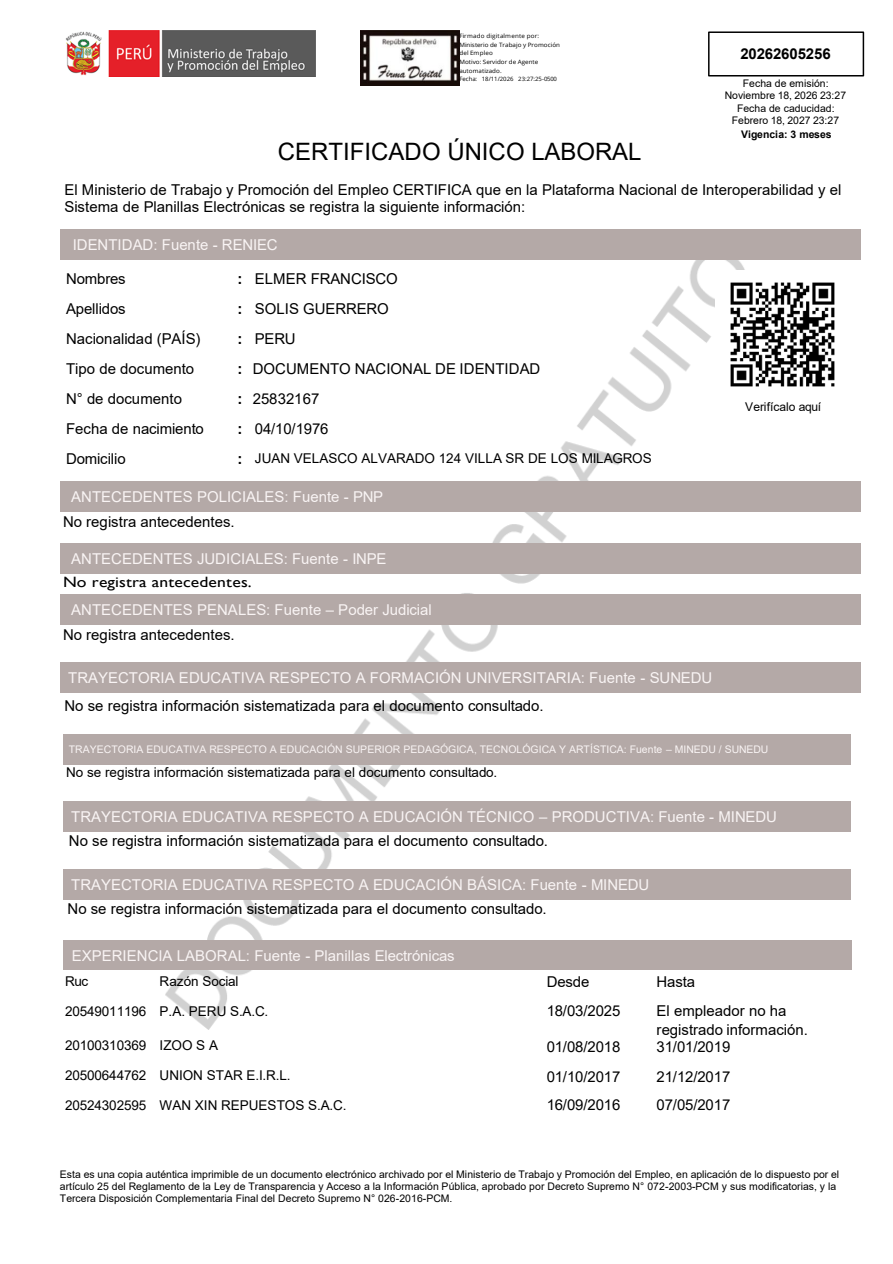 REPÚBLICA DEL PERÚ
PERÚ
Ministerio de Trabajo
y Promoción del Empleo
República del Perú
Firma Digital
Firmado digitalmente por:
Ministerio de Trabajo y Promoción
del Empleo
Motivo: Servidor de Agente
automatizado.
Fecha: 18/11/2026 23:27:25-0500
20262605256
Fecha de emisión:
Noviembre 18, 2026 23:27
Fecha de caducidad:
Febrero 18, 2027 23:27
Vigencia: 3 meses
CERTIFICADO ÚNICO LABORAL
El Ministerio de Trabajo y Promoción del Empleo CERTIFICA que en la Plataforma Nacional de Interoperabilidad y el
Sistema de Planillas Electrónicas se registra la siguiente información:
IDENTIDAD: Fuente - RENIEC
Nombres : ELMER FRANCISCO
Apellidos : SOLIS GUERRERO
Nacionalidad (PAÍS) : PERU
Tipo de documento : DOCUMENTO NACIONAL DE IDENTIDAD
N° de documento : 25832167
Fecha de nacimiento : 04/10/1976
Domicilio : JUAN VELASCO ALVARADO 124 VILLA SR DE LOS MILAGROS
Verifícalo aquí
ANTECEDENTES POLICIALES: Fuente - PNP
No registra antecedentes.
ANTECEDENTES JUDICIALES: Fuente - INPE
No registra antecedentes.
ANTECEDENTES PENALES: Fuente – Poder Judicial
No registra antecedentes.
TRAYECTORIA EDUCATIVA RESPECTO A FORMACIÓN UNIVERSITARIA: Fuente - SUNEDU
No se registra información sistematizada para el documento consultado.
TRAYECTORIA EDUCATIVA RESPECTO A EDUCACIÓN SUPERIOR PEDAGÓGICA, TECNOLÓGICA Y ARTÍSTICA: Fuente – MINEDU / SUNEDU
No se registra información sistematizada para el documento consultado.
TRAYECTORIA EDUCATIVA RESPECTO A EDUCACIÓN TÉCNICO – PRODUCTIVA: Fuente - MINEDU
No se registra información sistematizada para el documento consultado.
TRAYECTORIA EDUCATIVA RESPECTO A EDUCACIÓN BÁSICA: Fuente - MINEDU
No se registra información sistematizada para el documento consultado.
EXPERIENCIA LABORAL: Fuente - Planillas Electrónicas
Ruc Razón Social Desde Hasta
20549011196 P.A. PERU S.A.C. 18/03/2025 El empleador no ha
registrado información.
20100310369 IZOO S A 01/08/2018 31/01/2019
20500644762 UNION STAR E.I.R.L. 01/10/2017 21/12/2017
20524302595 WAN XIN REPUESTOS S.A.C. 16/09/2016 07/05/2017
DOCUMENTO GRATUITO
Esta es una copia auténtica imprimible de un documento electrónico archivado por el Ministerio de Trabajo y Promoción del Empleo, en aplicación de lo dispuesto por el
artículo 25 del Reglamento de la Ley de Transparencia y Acceso a la Información Pública, aprobado por Decreto Supremo N° 072-2003-PCM y sus modificatorias, y la
Tercera Disposición Complementaria Final del Decreto Supremo N° 026-2016-PCM.